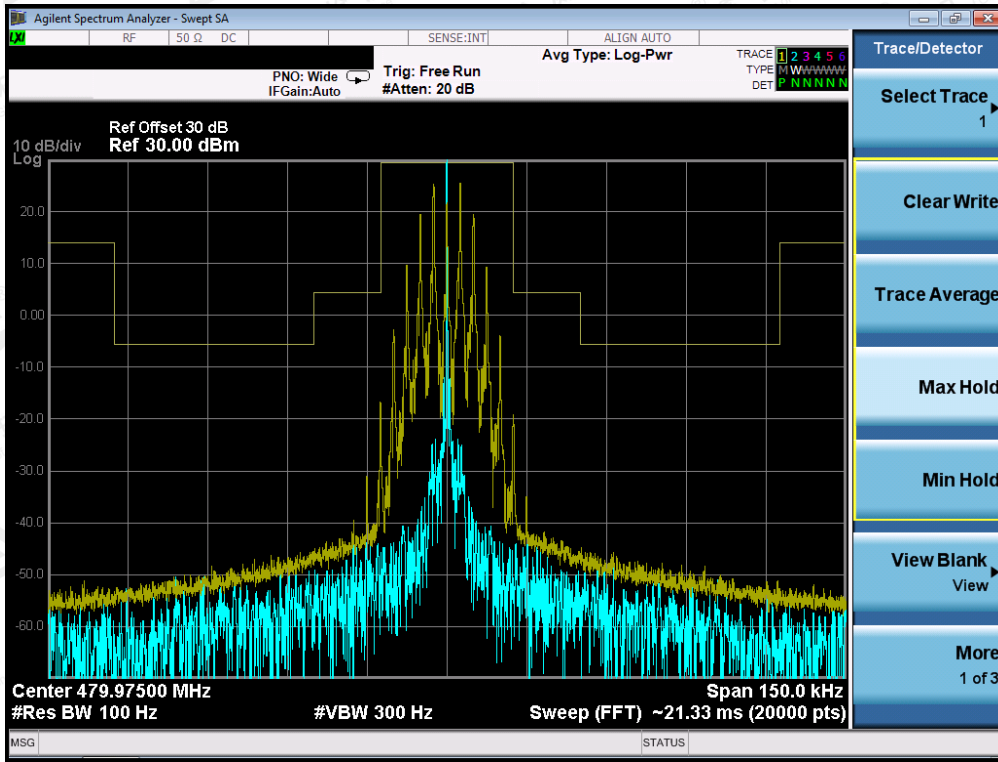 Agilent Spectrum Analyzer - Swept SA
LXI RF 50 Ω DC SENSE:INT ALIGN AUTO
Avg Type: Log-Pwr
TRACE 1 2 3 4 5 6
TYPE M W W W W W
DET P N N N N N
PNO: Wide Trig: Free Run
IFGain:Auto #Atten: 20 dB
Ref Offset 30 dB
10 dB/div Ref 30.00 dBm
Log
20.0
10.0
0.00
-10.0
-20.0
-30.0
-40.0
-50.0
-60.0
Center 479.97500 MHz Span 150.0 kHz
#Res BW 100 Hz #VBW 300 Hz Sweep (FFT) ~21.33 ms (20000 pts)
MSG STATUS
Trace/Detector
Select Trace
1
Clear Write
Trace Average
Max Hold
Min Hold
View Blank
View
More
1 of 3